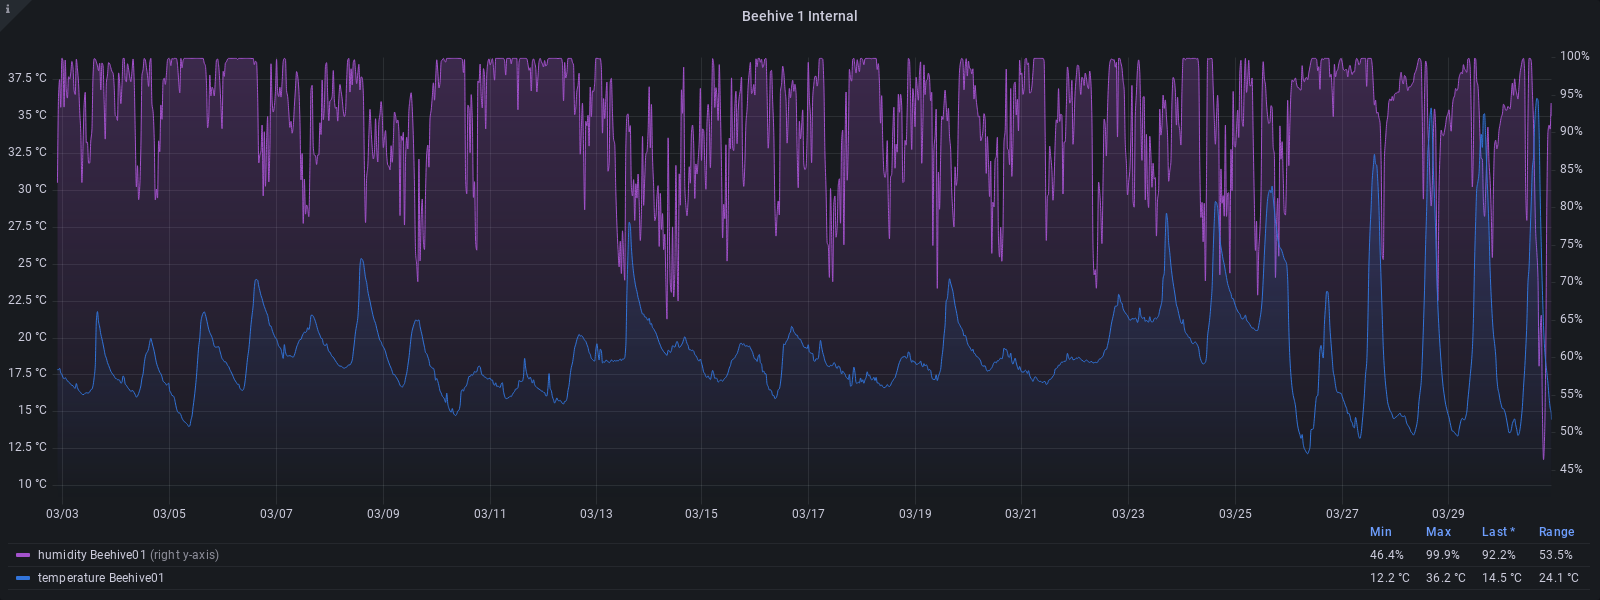 i
Beehive 1 Internal
37.5 °C
35 °C
32.5 °C
30 °C
27.5 °C
25 °C
22.5 °C
20 °C
17.5 °C
15 °C
12.5 °C
10 °C
100%
95%
90%
85%
80%
75%
70%
65%
60%
55%
50%
45%
03/03 03/05 03/07 03/09 03/11 03/13 03/15 03/17 03/19 03/21 03/23 03/25 03/27 03/29
Min Max Last * Range
humidity Beehive01 (right y-axis) 46.4% 99.9% 92.2% 53.5%
temperature Beehive01 12.2 °C 36.2 °C 14.5 °C 24.1 °C